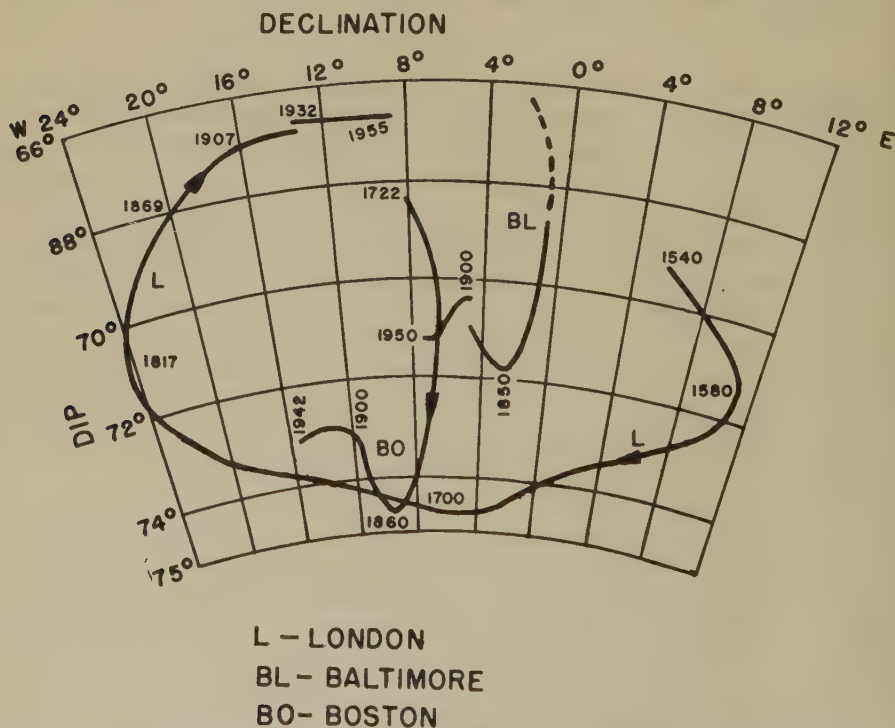 DECLINATION
W 24° 20° 16° 12° 8° 4° 0° 4° 8° 12° E
66°
88°
70°
72°
74°
75°
DIP
1932
1955
1907
1869
L
1817
1722
BL
1540
1900
1950
1850
1580
1942
1900
BO
L
1700
1860
L – LONDON
BL – BALTIMORE
BO – BOSTON